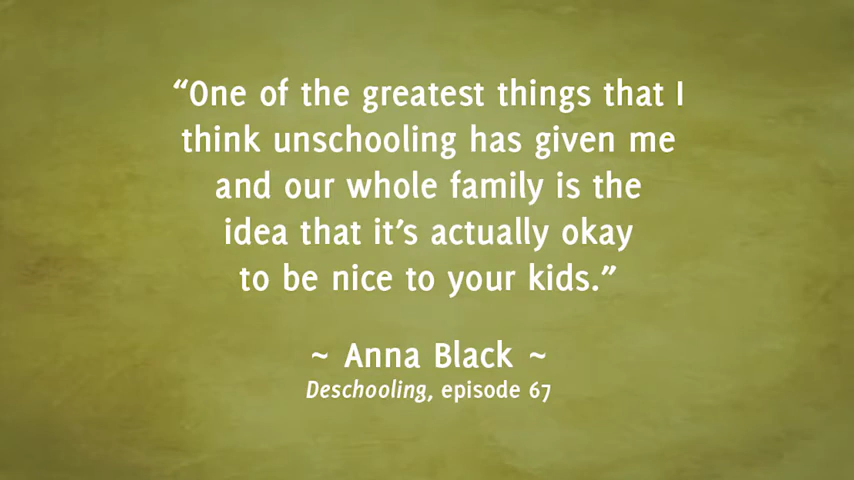 “One of the greatest things that I
think unschooling has given me
and our whole family is the
idea that it’s actually okay
to be nice to your kids.”
~ Anna Black ~
Deschooling, episode 67